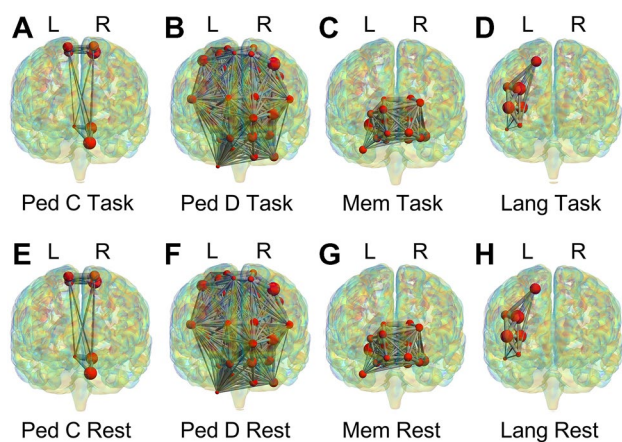 A L R B L R C L R D L R
Ped C Task Ped D Task Mem Task Lang Task
E L R F L R G L R H L R
Ped C Rest Ped D Rest Mem Rest Lang Rest